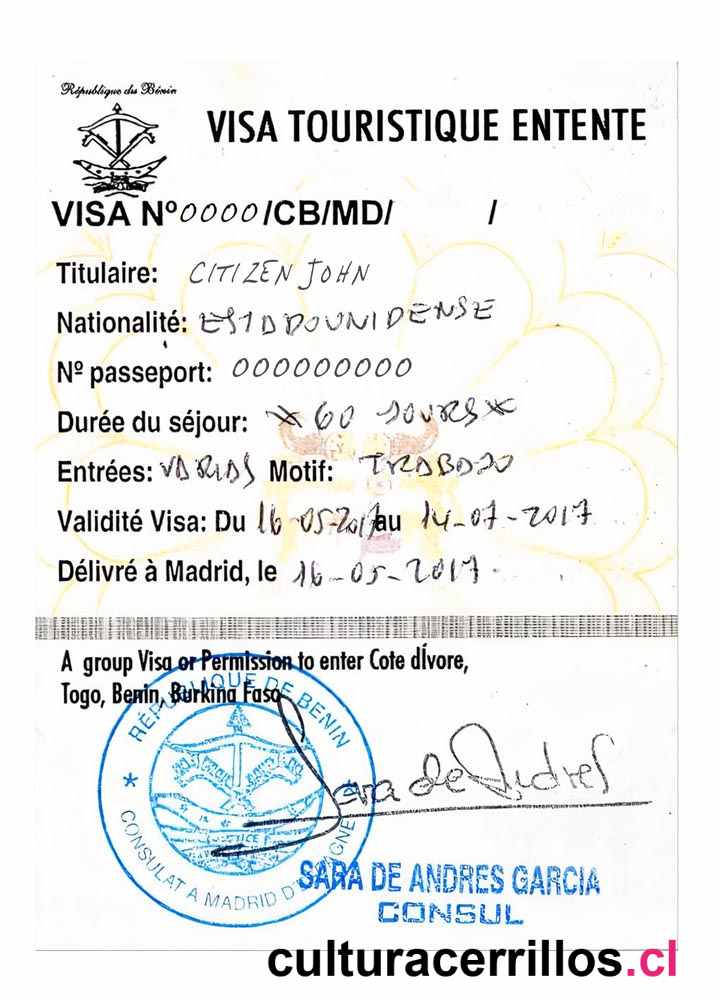 République du Bénin
VISA TOURISTIQUE ENTENTE
VISA Nº 0000/CB/MD/ /
Titulaire: CITIZEN JOHN
Nationalité: ESTADOUNIDENSE
Nº passeport: 000000000
Durée du séjour: * 60 JOURS *
Entrées: VARIAS Motif: TRABAJO
Validité Visa: Du 16-05-2017 au 14-07-2017
Délivré à Madrid, le 16-05-2017.
A group Visa or Permission to enter Cote dÍvore,
Togo, Benin, Burkina Faso
RÉPUBLIQUE DE BENIN
* *
CONSULAT A MADRID D'ESPAGNE
Sara de Andres
SARA DE ANDRES GARCIA
CONSUL
culturacerrillos.cl